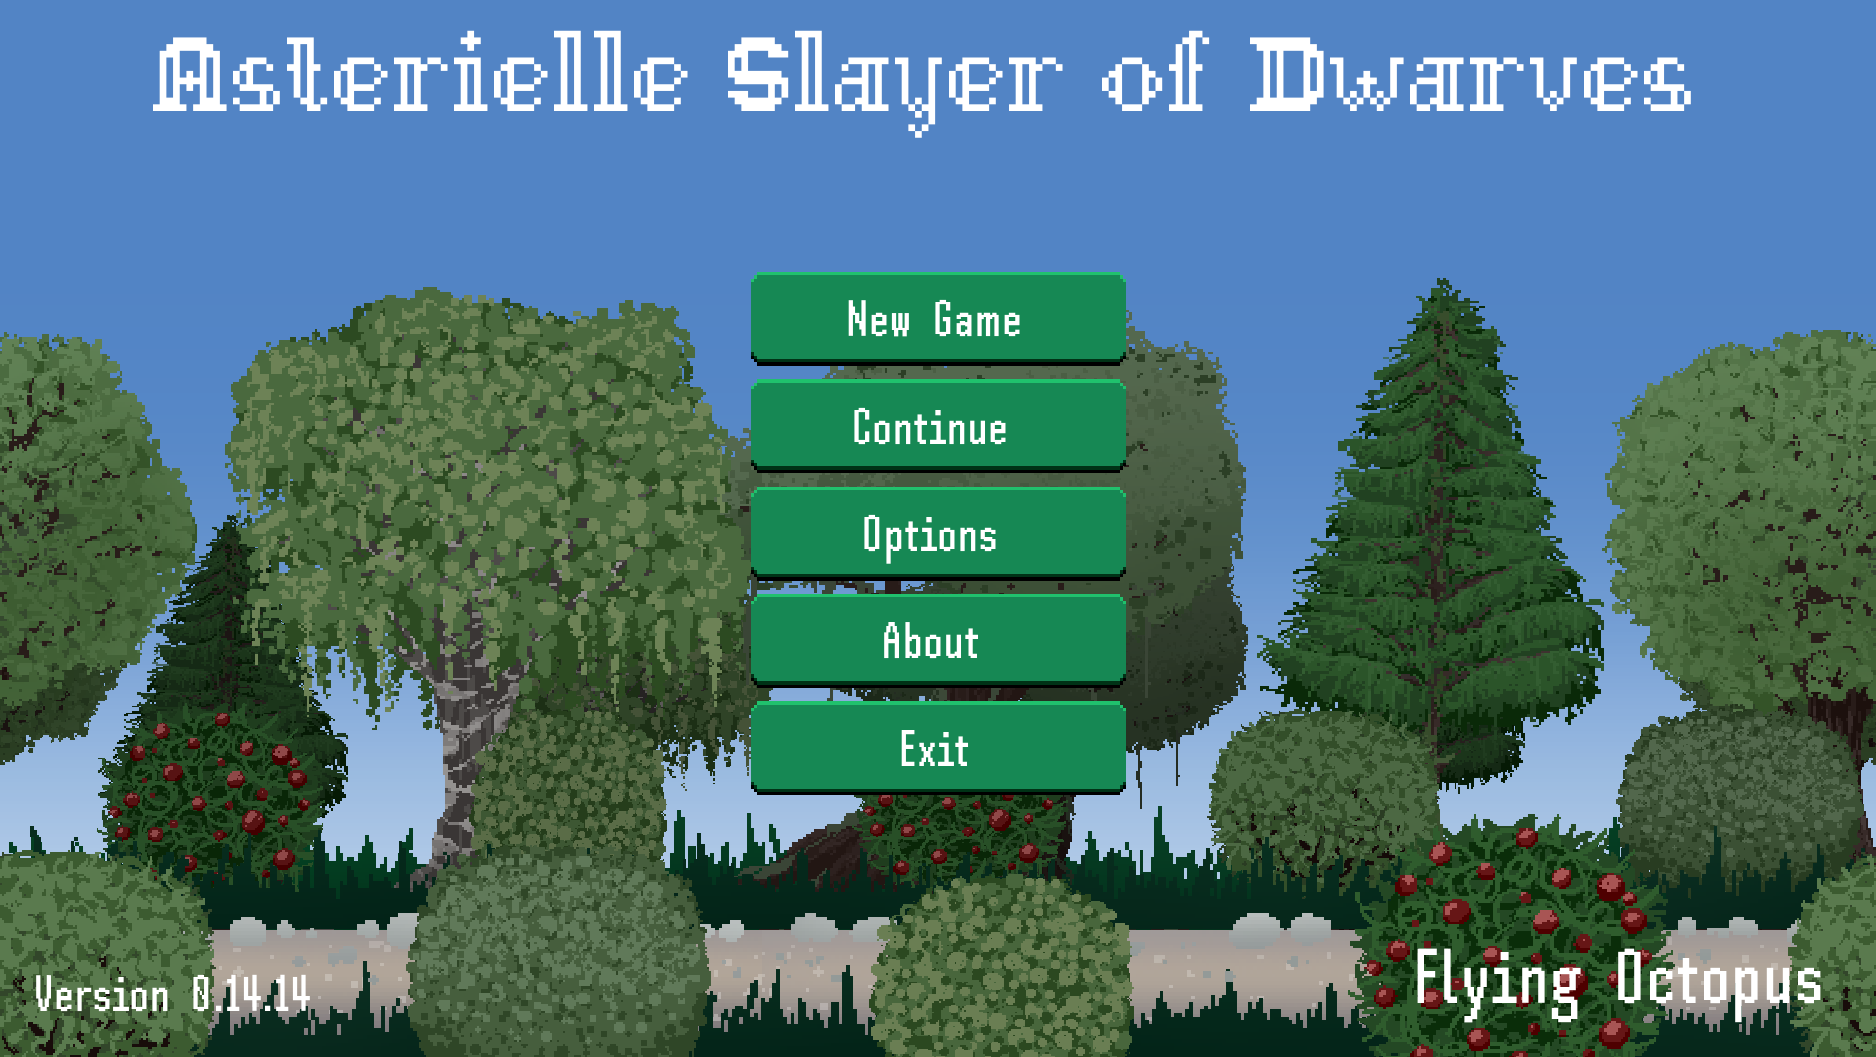 Asterielle Slayer of Dwarves
New Game
Continue
Options
About
Exit
Version 0.14.14
Flying Octopus